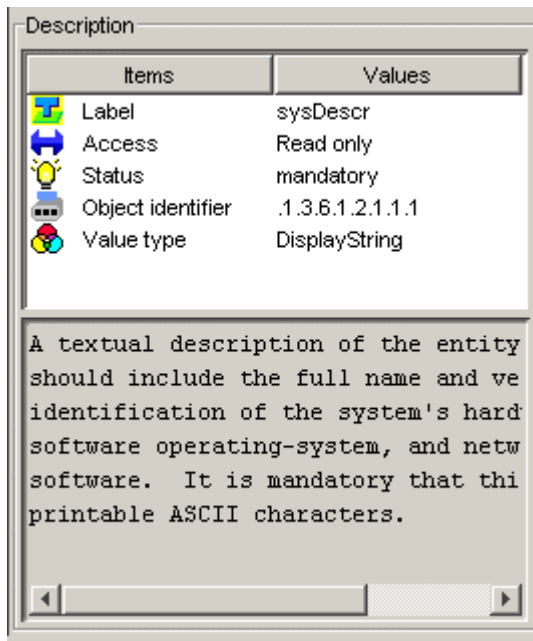 Description
Items Values
Label sysDescr
Access Read only
Status mandatory
Object identifier .1.3.6.1.2.1.1.1
Value type DisplayString
A textual description of the entity
should include the full name and ve
identification of the system's hard
software operating-system, and netw
software.  It is mandatory that thi
printable ASCII characters.